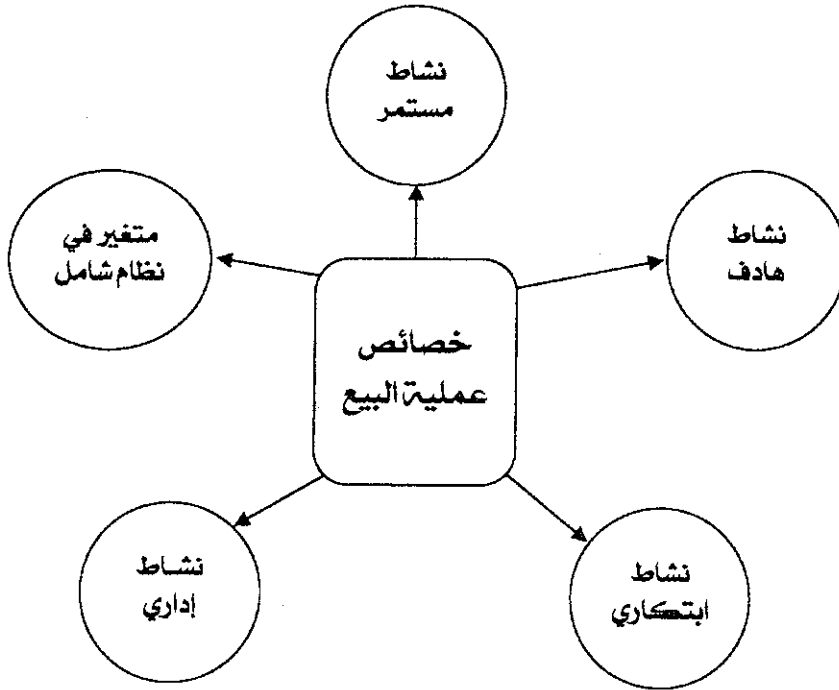 نشاط
مستمر
نشاط
هادف
متغير في
نظام شامل
خصائص
عملية البيع
نشاط
ابتكاري
نشاط
إداري